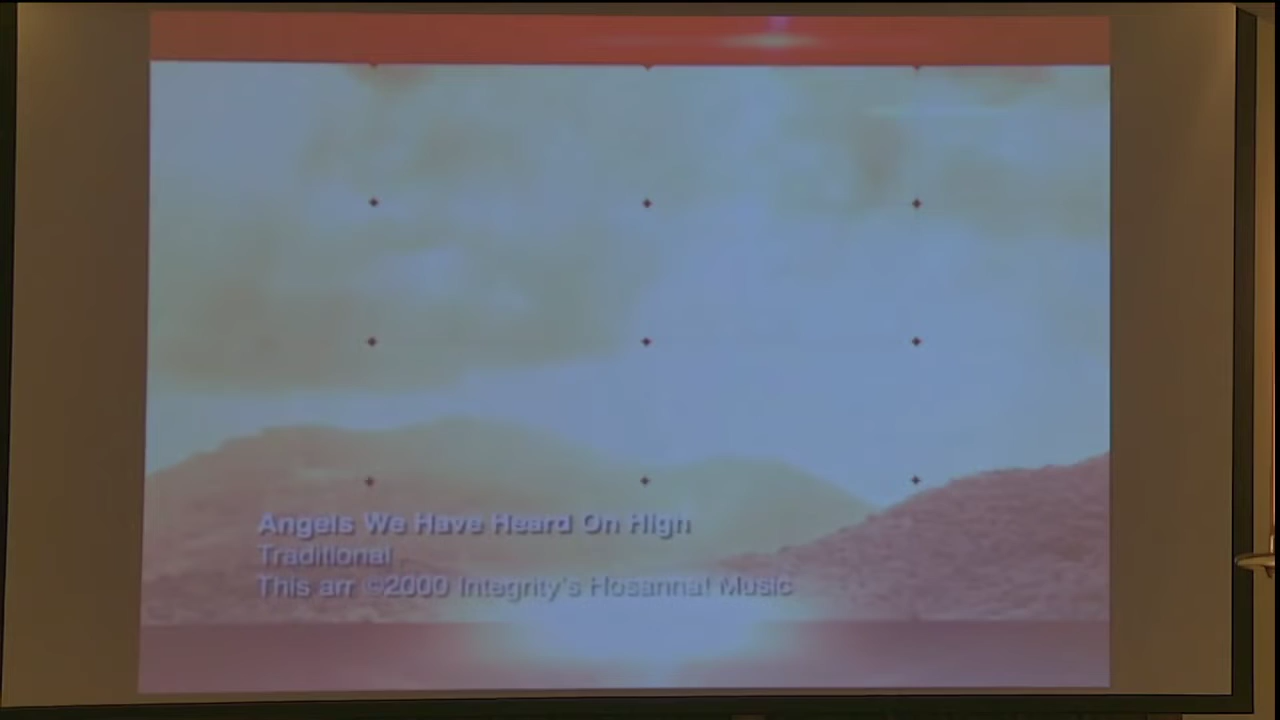 Angels We Have Heard On High
Traditional
This arr ©2000 Integrity's Hosanna! Music